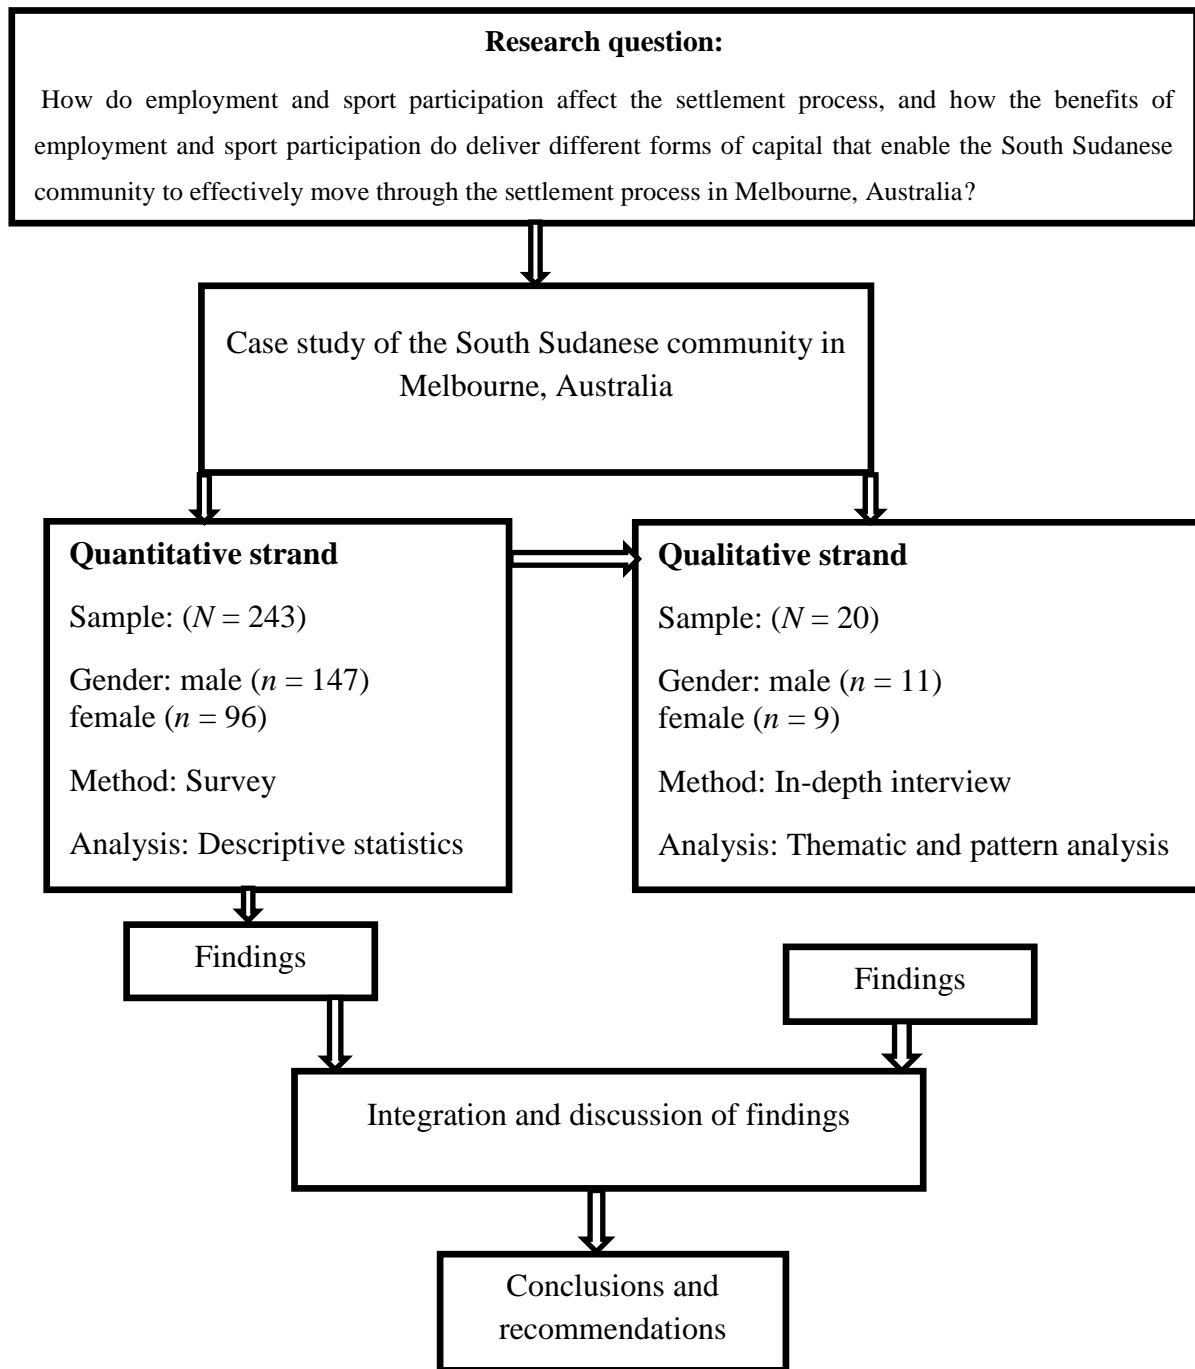 Research question:
How do employment and sport participation affect the settlement process, and how the benefits of
employment and sport participation do deliver different forms of capital that enable the South Sudanese
community to effectively move through the settlement process in Melbourne, Australia?
Case study of the South Sudanese community in
Melbourne, Australia
Quantitative strand
Sample: (N = 243)
Gender: male (n = 147)
female (n = 96)
Method: Survey
Analysis: Descriptive statistics
Qualitative strand
Sample: (N = 20)
Gender: male (n = 11)
female (n = 9)
Method: In-depth interview
Analysis: Thematic and pattern analysis
Findings
Findings
Integration and discussion of findings
Conclusions and
recommendations